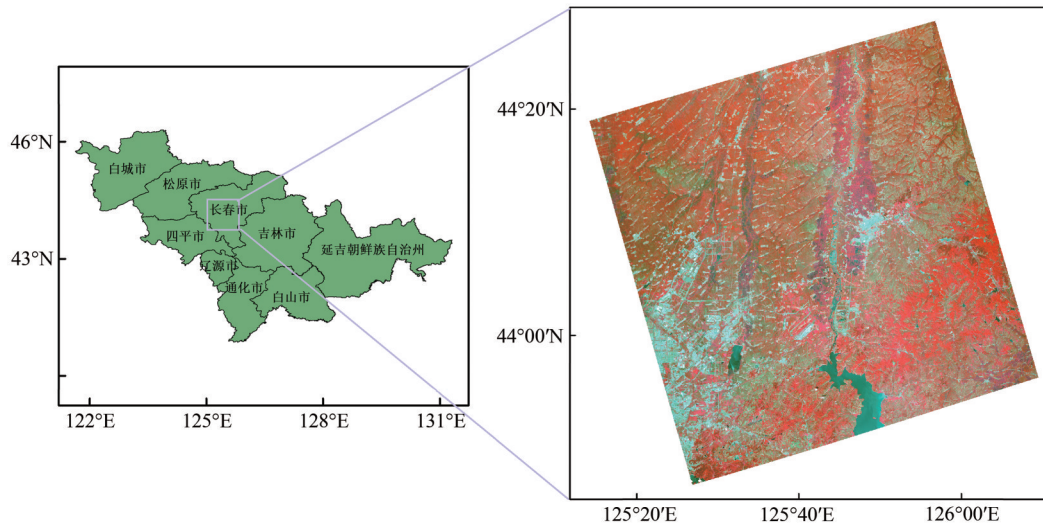 46°N
43°N
122°E
125°E
128°E
131°E
白城市
松原市
长春市
四平市
吉林市
辽源市
延吉朝鲜族自治州
通化市
白山市
44°20′N
44°00′N
125°20′E
125°40′E
126°00′E